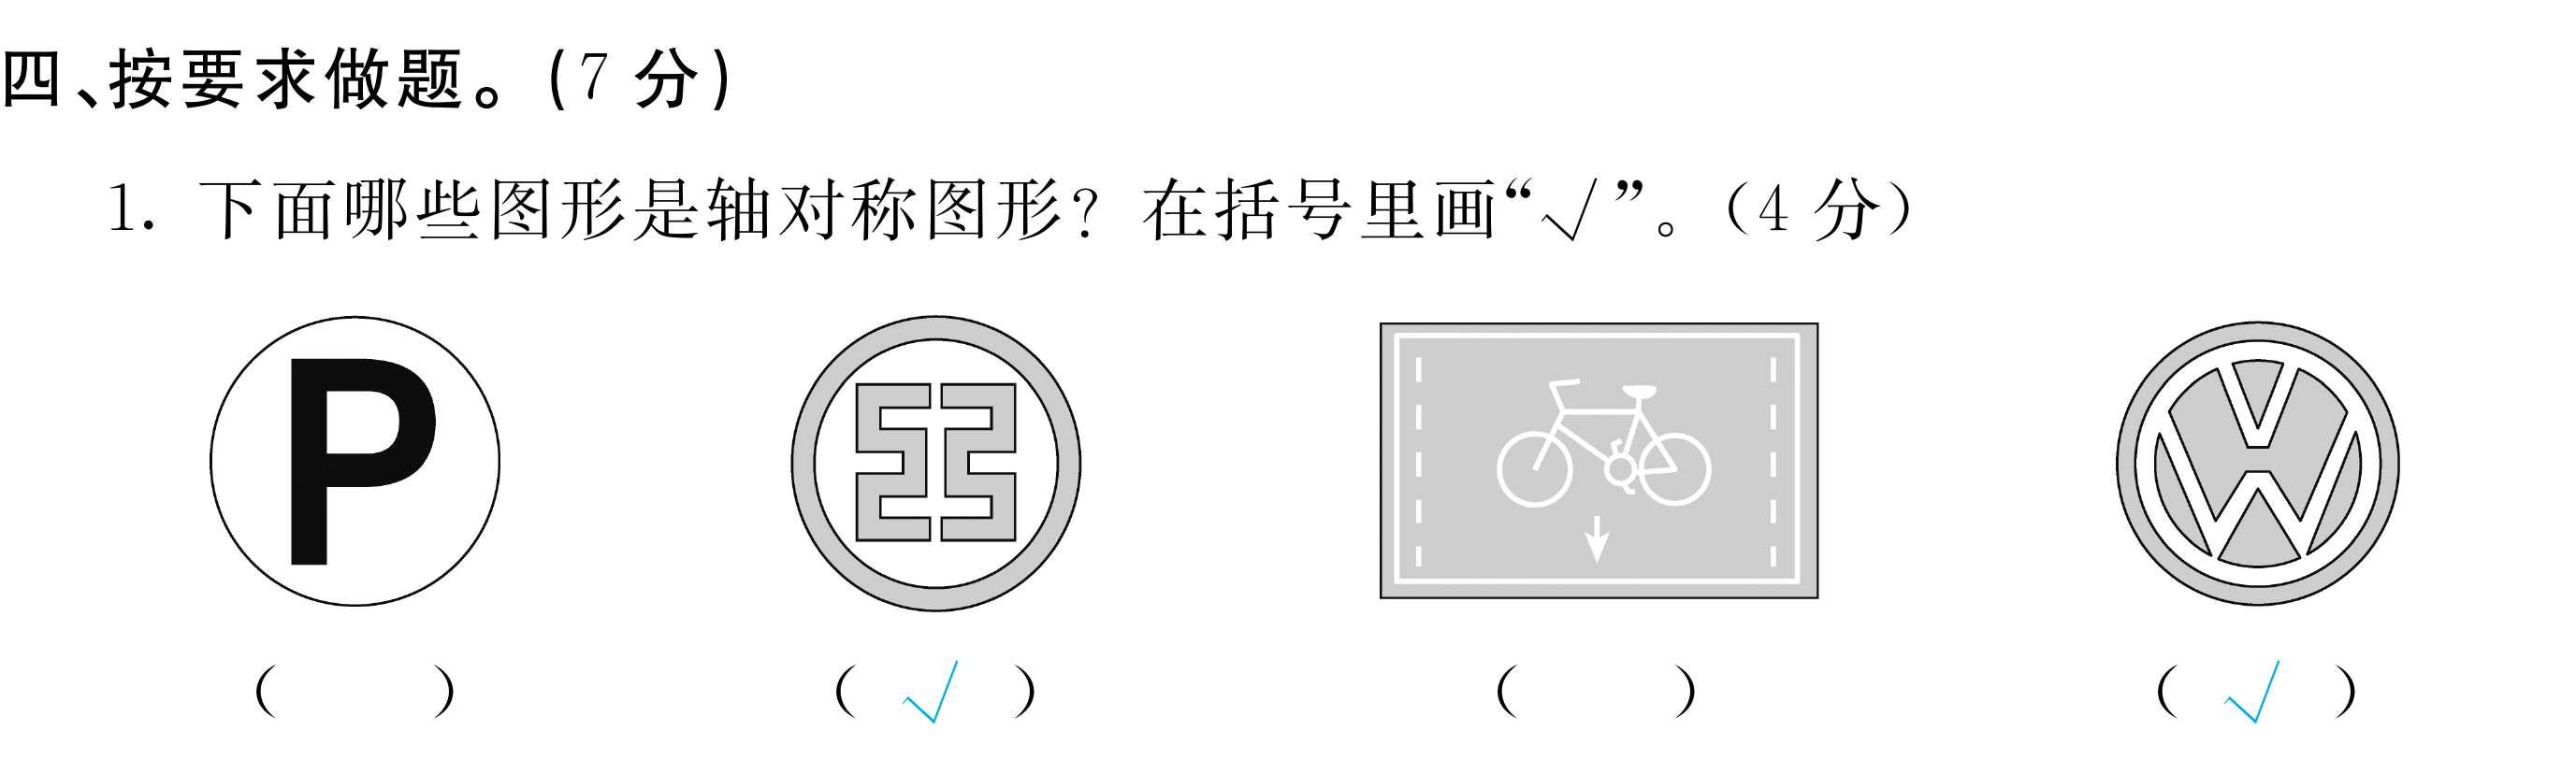 四、按要求做题。(7 分)
1. 下面哪些图形是轴对称图形？在括号里画“√”。（4 分）
P
（　　） （ √ ） （　　） （ √ ）